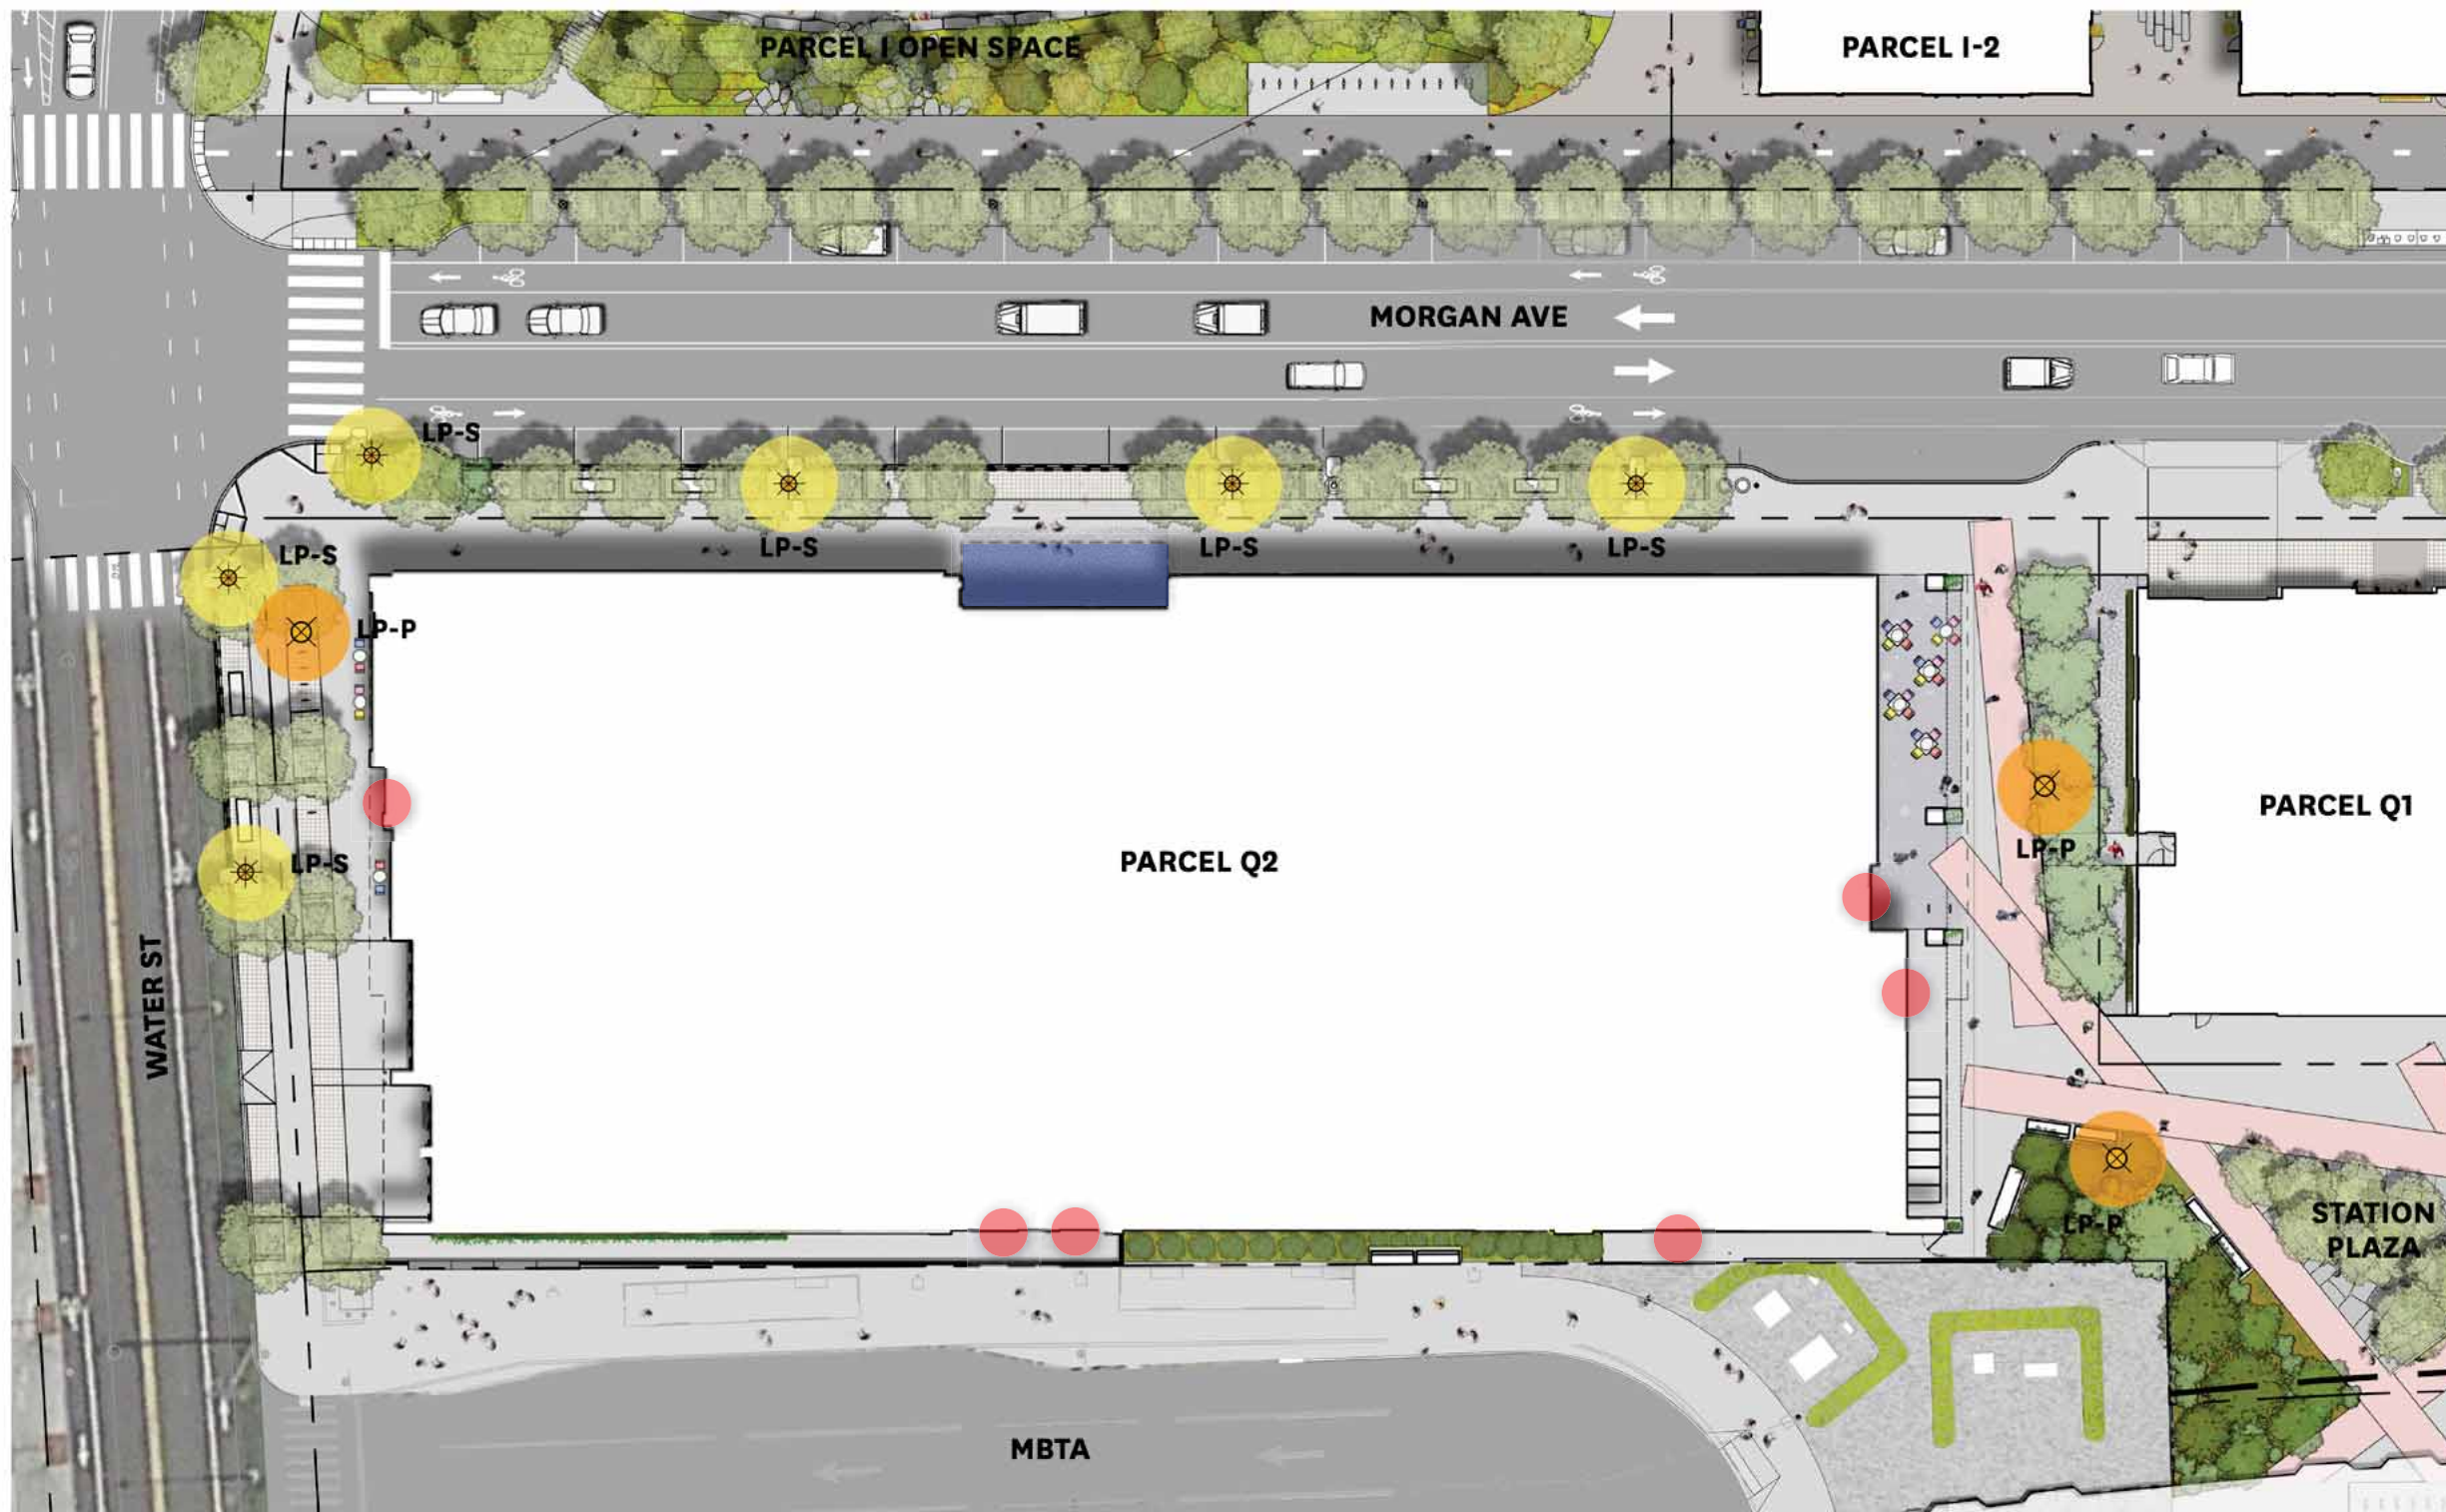 PARCEL I OPEN SPACE
PARCEL I-2
MORGAN AVE
LP-S
LP-S
LP-S
LP-S
LP-S
LP-P
PARCEL Q1
LP-P
PARCEL Q2
LP-S
WATER ST
LP-P
STATION
PLAZA
MBTA